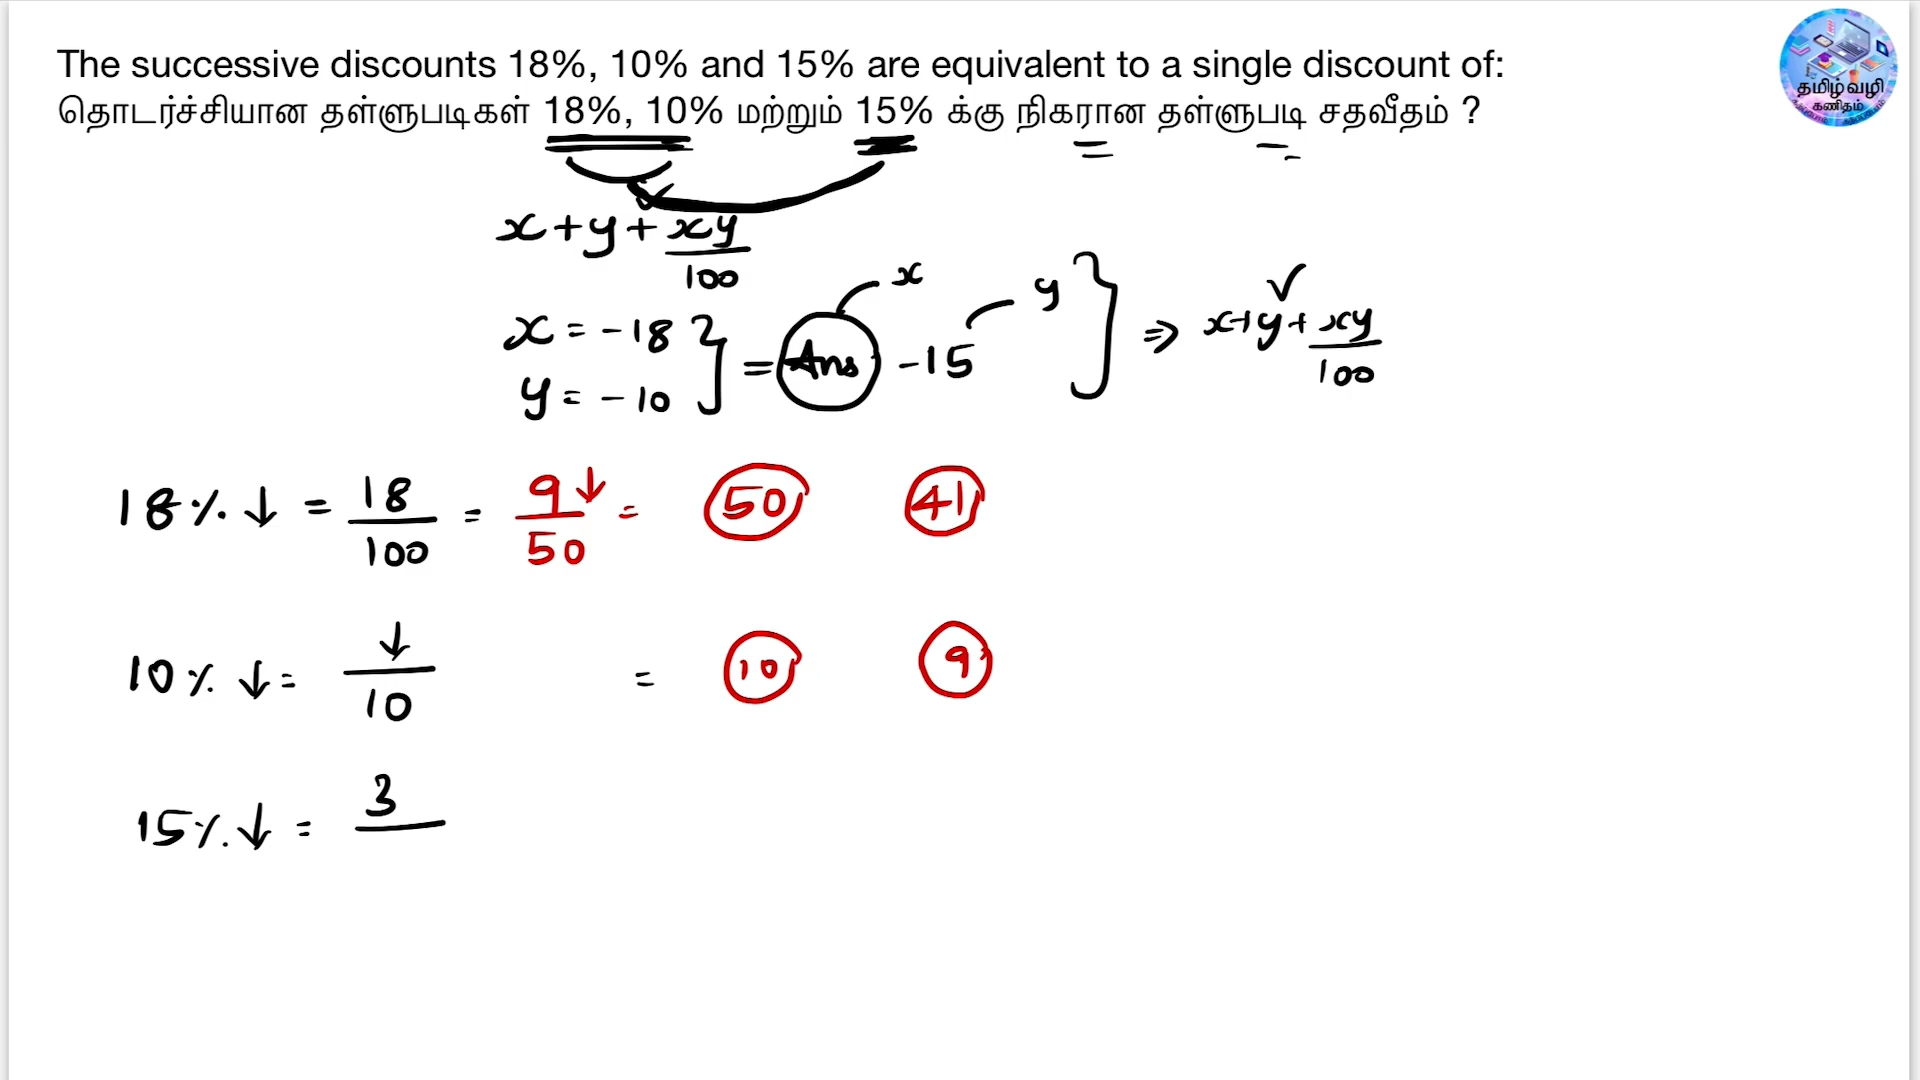 The successive discounts 18%, 10% and 15% are equivalent to a single discount of:
தொடர்ச்சியான தள்ளுபடிகள் 18%, 10% மற்றும் 15% க்கு நிகரான தள்ளுபடி சதவீதம் ?
தமிழ்வழி
கணிதம்
x+y+xy/100
x = -18
y = -10
} = Ans -15
x
y
} ⇒ x+y+xy/100
✓
18% ↓ = 18/100 = 9↓/50 = 50 41
10% ↓ = ↓/10 = 10 9
15% ↓ = 3/